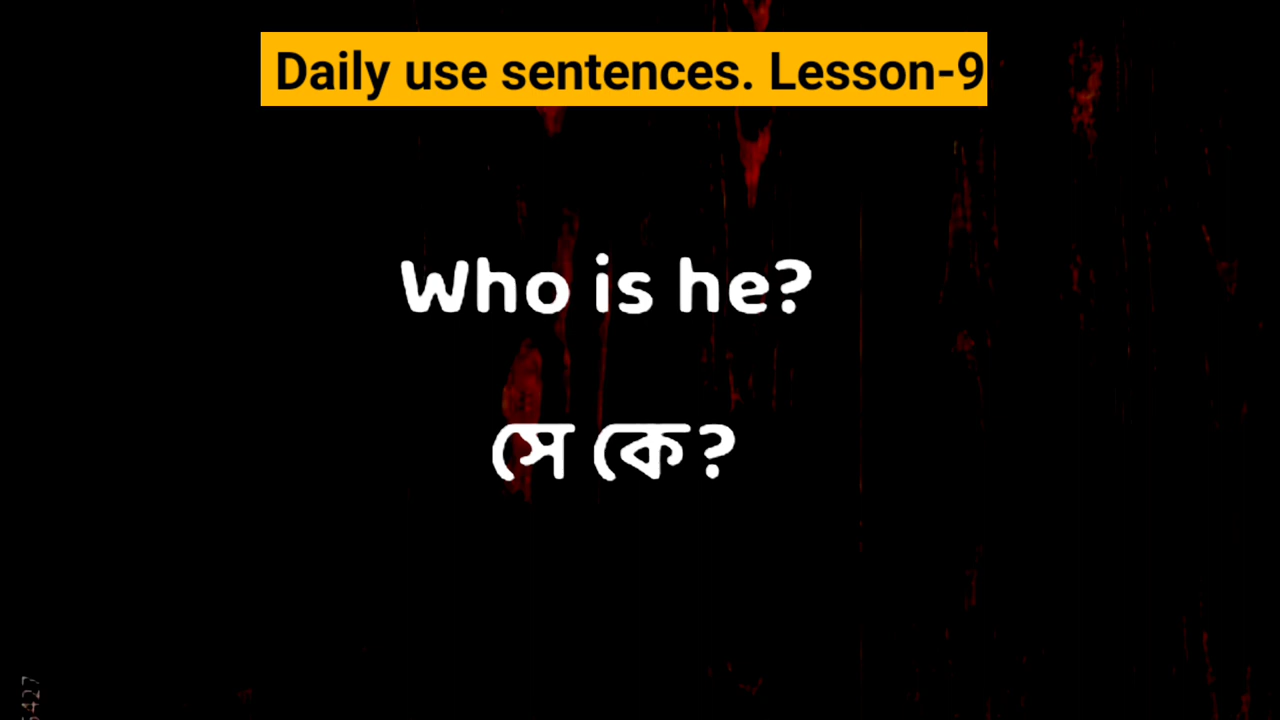 Daily use sentences. Lesson-9
Who is he?
সে কে?